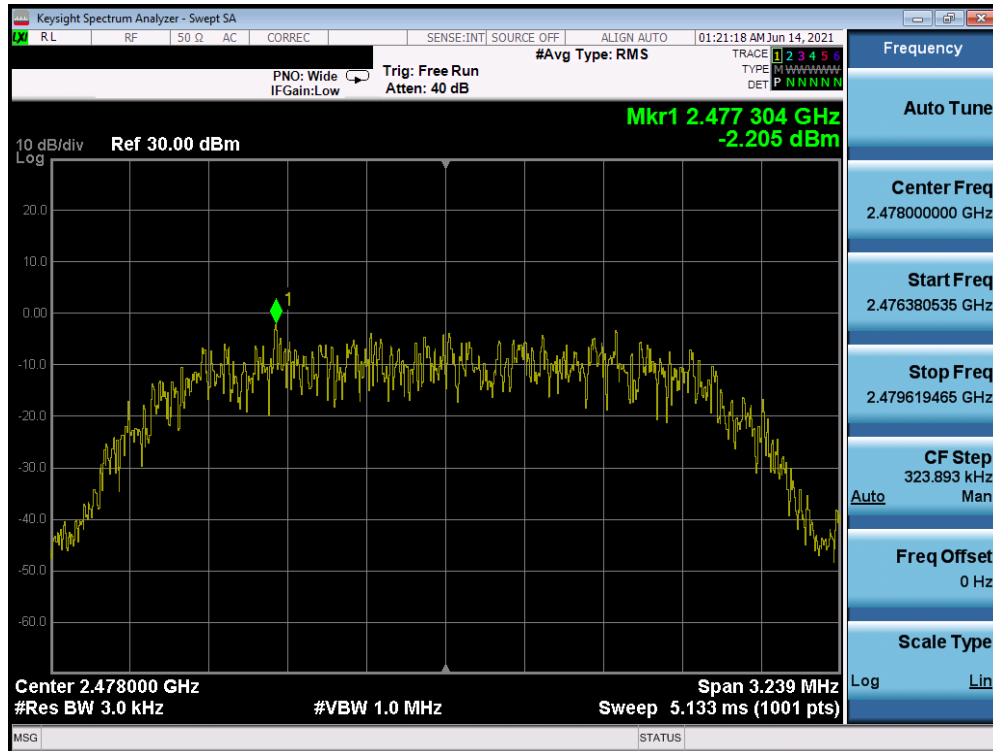 Keysight Spectrum Analyzer - Swept SA
LXI RL RF 50 Ω AC CORREC SENSE:INT SOURCE OFF ALIGN AUTO 01:21:18 AM Jun 14, 2021
#Avg Type: RMS TRACE 1 2 3 4 5 6
PNO: Wide Trig: Free Run TYPE M WWWWW
IFGain:Low Atten: 40 dB DET P N N N N N
Mkr1 2.477 304 GHz
-2.205 dBm
10 dB/div Ref 30.00 dBm
Log
20.0
10.0
0.00
1
-10.0
-20.0
-30.0
-40.0
-50.0
-60.0
Center 2.478000 GHz Span 3.239 MHz
#Res BW 3.0 kHz #VBW 1.0 MHz Sweep 5.133 ms (1001 pts)
MSG STATUS
Frequency
Auto Tune
Center Freq
2.478000000 GHz
Start Freq
2.476380535 GHz
Stop Freq
2.479619465 GHz
CF Step
323.893 kHz
Auto Man
Freq Offset
0 Hz
Scale Type
Log Lin